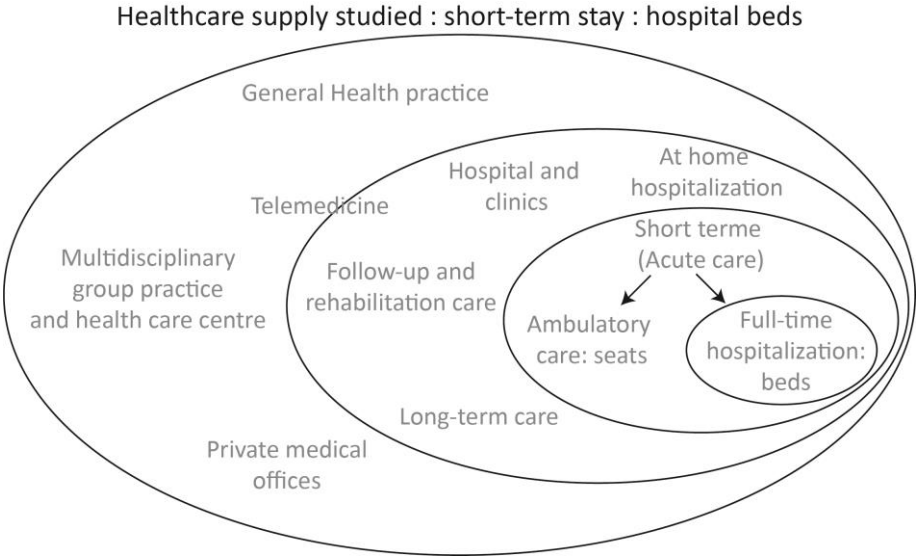 Healthcare supply studied : short-term stay : hospital beds
General Health practice
Hospital and
clinics
At home
hospitalization
Telemedicine
Short terme
(Acute care)
Multidisciplinary
group practice
and health care centre
Follow-up and
rehabilitation care
Ambulatory
care: seats
Full-time
hospitalization:
beds
Long-term care
Private medical
offices